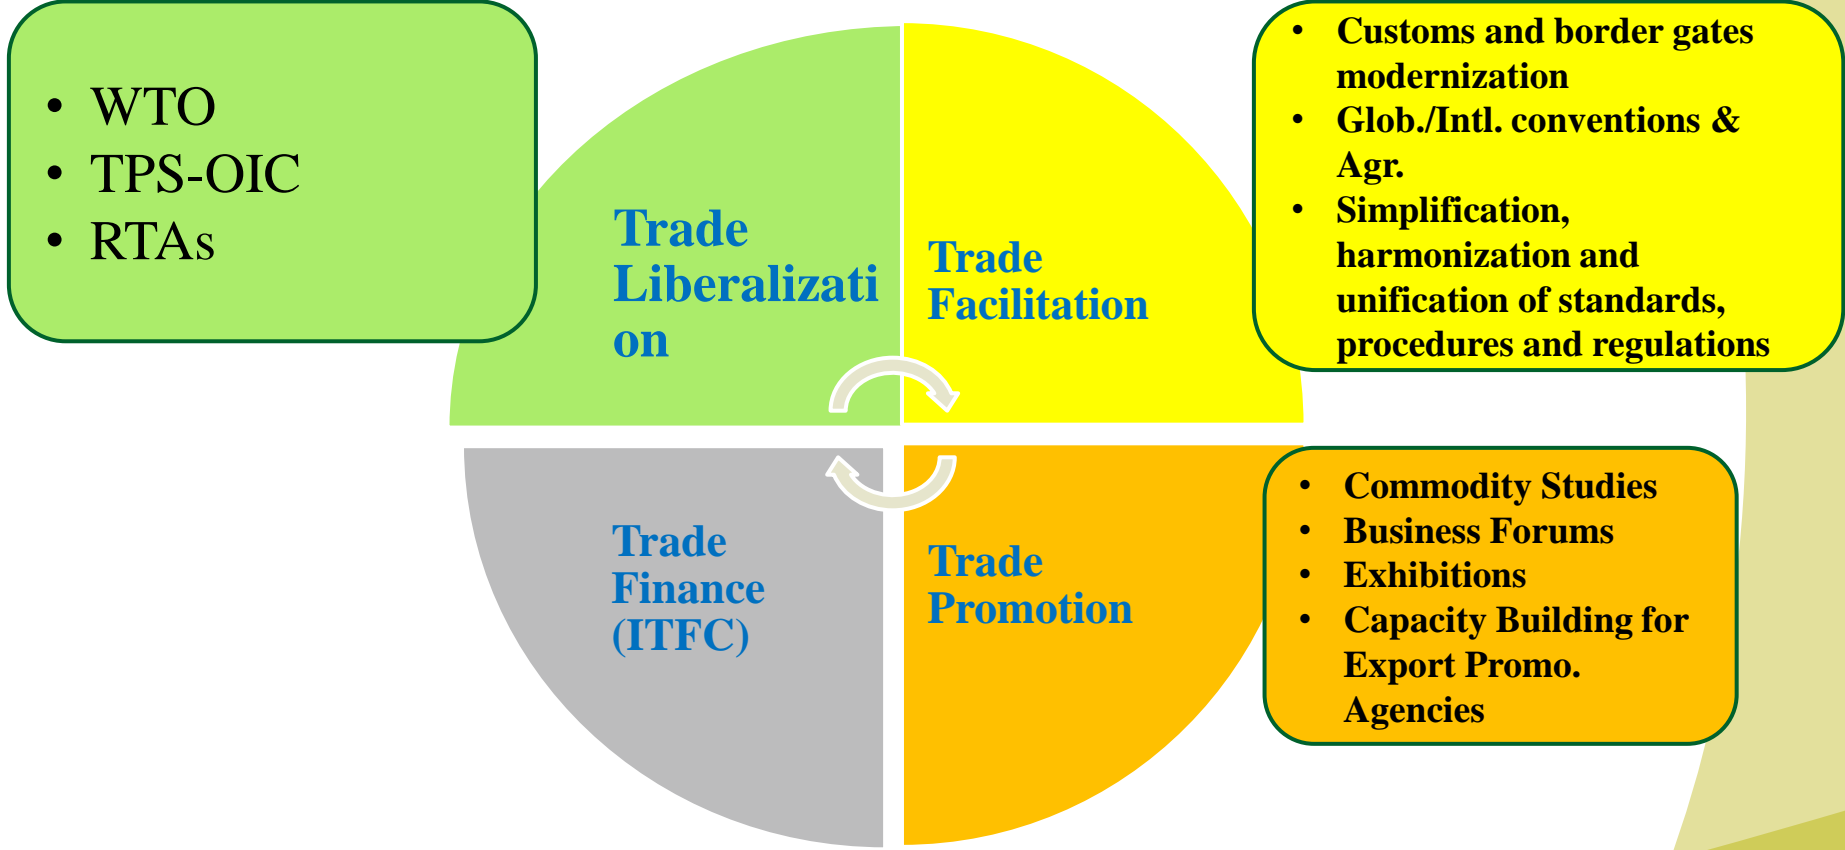 • WTO
• TPS-OIC
• RTAs
Trade
Liberalizati
on
Trade
Facilitation
• Customs and border gates
modernization
• Glob./Intl. conventions &
Agr.
• Simplification,
harmonization and
unification of standards,
procedures and regulations
Trade
Finance
(ITFC)
Trade
Promotion
• Commodity Studies
• Business Forums
• Exhibitions
• Capacity Building for
Export Promo.
Agencies